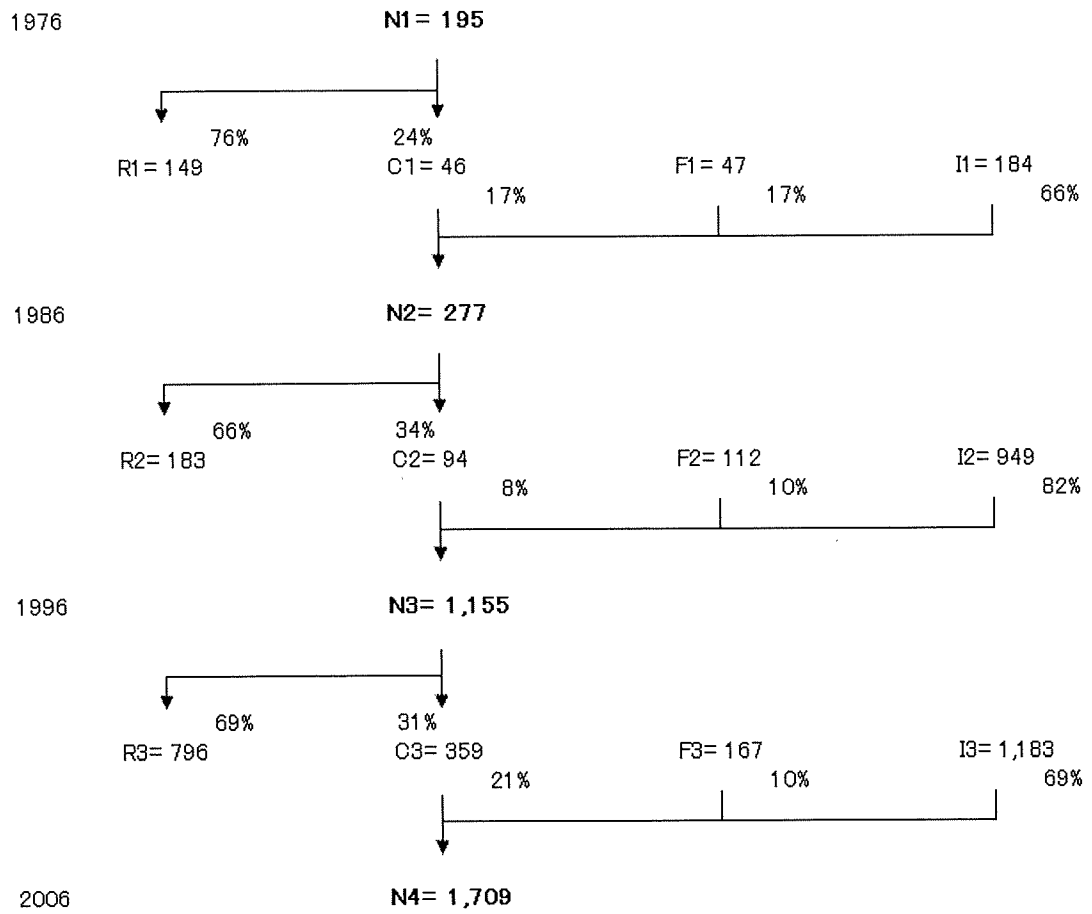 1976 N1 = 195
76% 24%
R1 = 149 C1 = 46 F1 = 47 I1 = 184
17% 17% 66%
1986 N2 = 277
66% 34%
R2 = 183 C2 = 94 F2 = 112 I2 = 949
8% 10% 82%
1996 N3 = 1,155
69% 31%
R3 = 796 C3 = 359 F3 = 167 I3 = 1,183
21% 10% 69%
2006 N4 = 1,709